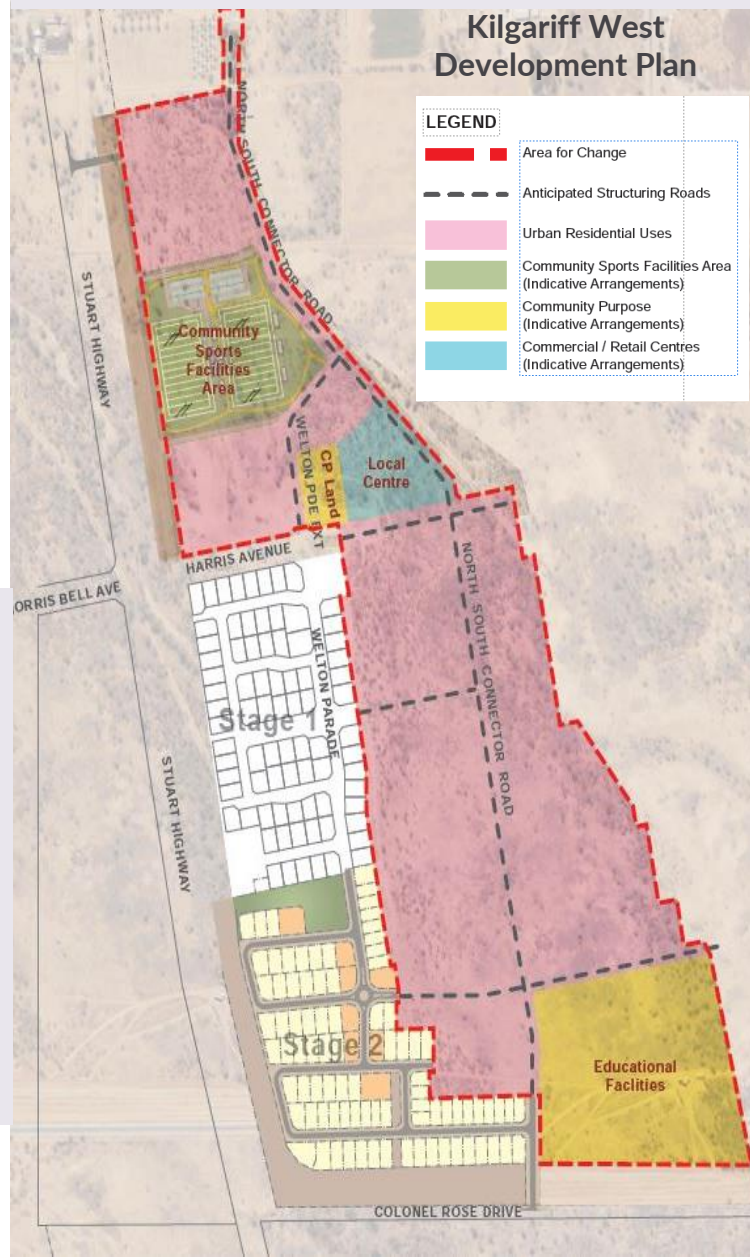 Kilgariff West
Development Plan
LEGEND
Area for Change
Anticipated Structuring Roads
Urban Residential Uses
Community Sports Facilities Area
(Indicative Arrangements)
Community Purpose
(Indicative Arrangements)
Commercial / Retail Centres
(Indicative Arrangements)
NORTH SOUTH CONNECTOR ROAD
STUART HIGHWAY
Community
Sports
Facilities
Area
WELTON PDE EXT
CP Land
Local
Centre
HARRIS AVENUE
ORRIS BELL AVE
WELTON PARADE
Stage 1
NORTH SOUTH CONNECTOR ROAD
STUART HIGHWAY
Stage 2
Educational
Faclities
COLONEL ROSE DRIVE